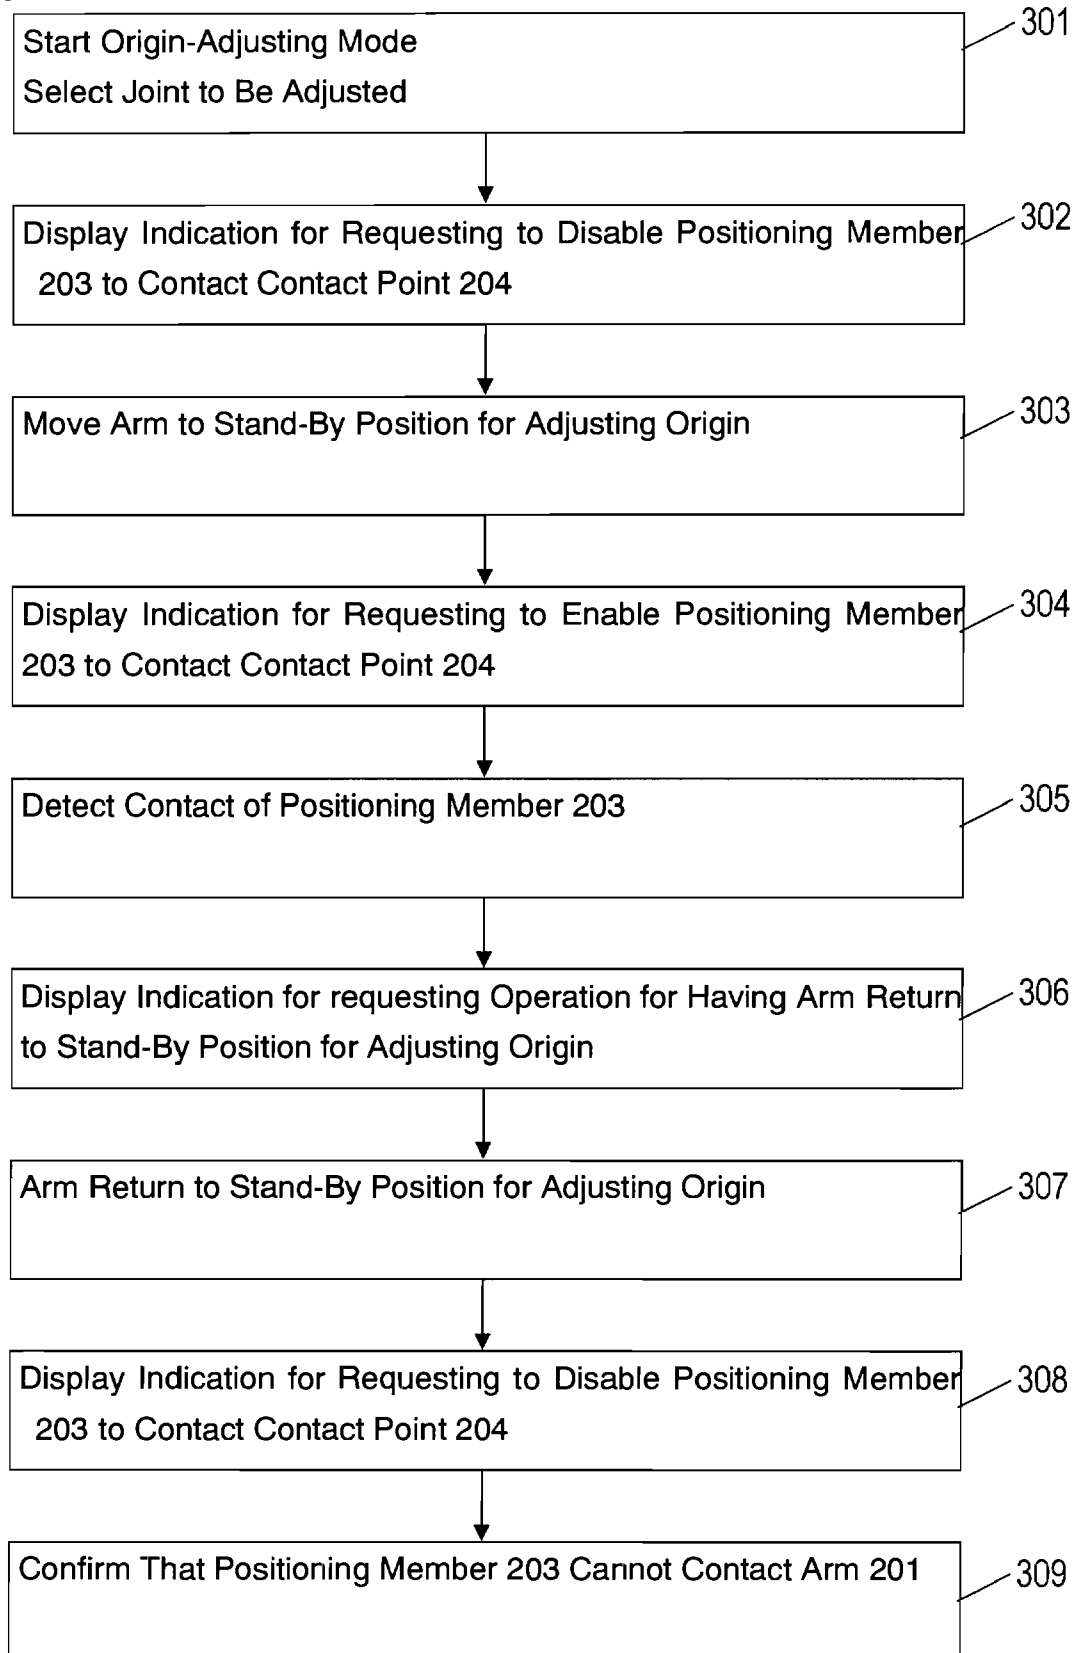 Start Origin-Adjusting Mode
Select Joint to Be Adjusted
301
Display Indication for Requesting to Disable Positioning Member
203 to Contact Contact Point 204
302
Move Arm to Stand-By Position for Adjusting Origin
303
Display Indication for Requesting to Enable Positioning Member
203 to Contact Contact Point 204
304
Detect Contact of Positioning Member 203
305
Display Indication for requesting Operation for Having Arm Return
to Stand-By Position for Adjusting Origin
306
Arm Return to Stand-By Position for Adjusting Origin
307
Display Indication for Requesting to Disable Positioning Member
203 to Contact Contact Point 204
308
Confirm That Positioning Member 203 Cannot Contact Arm 201
309